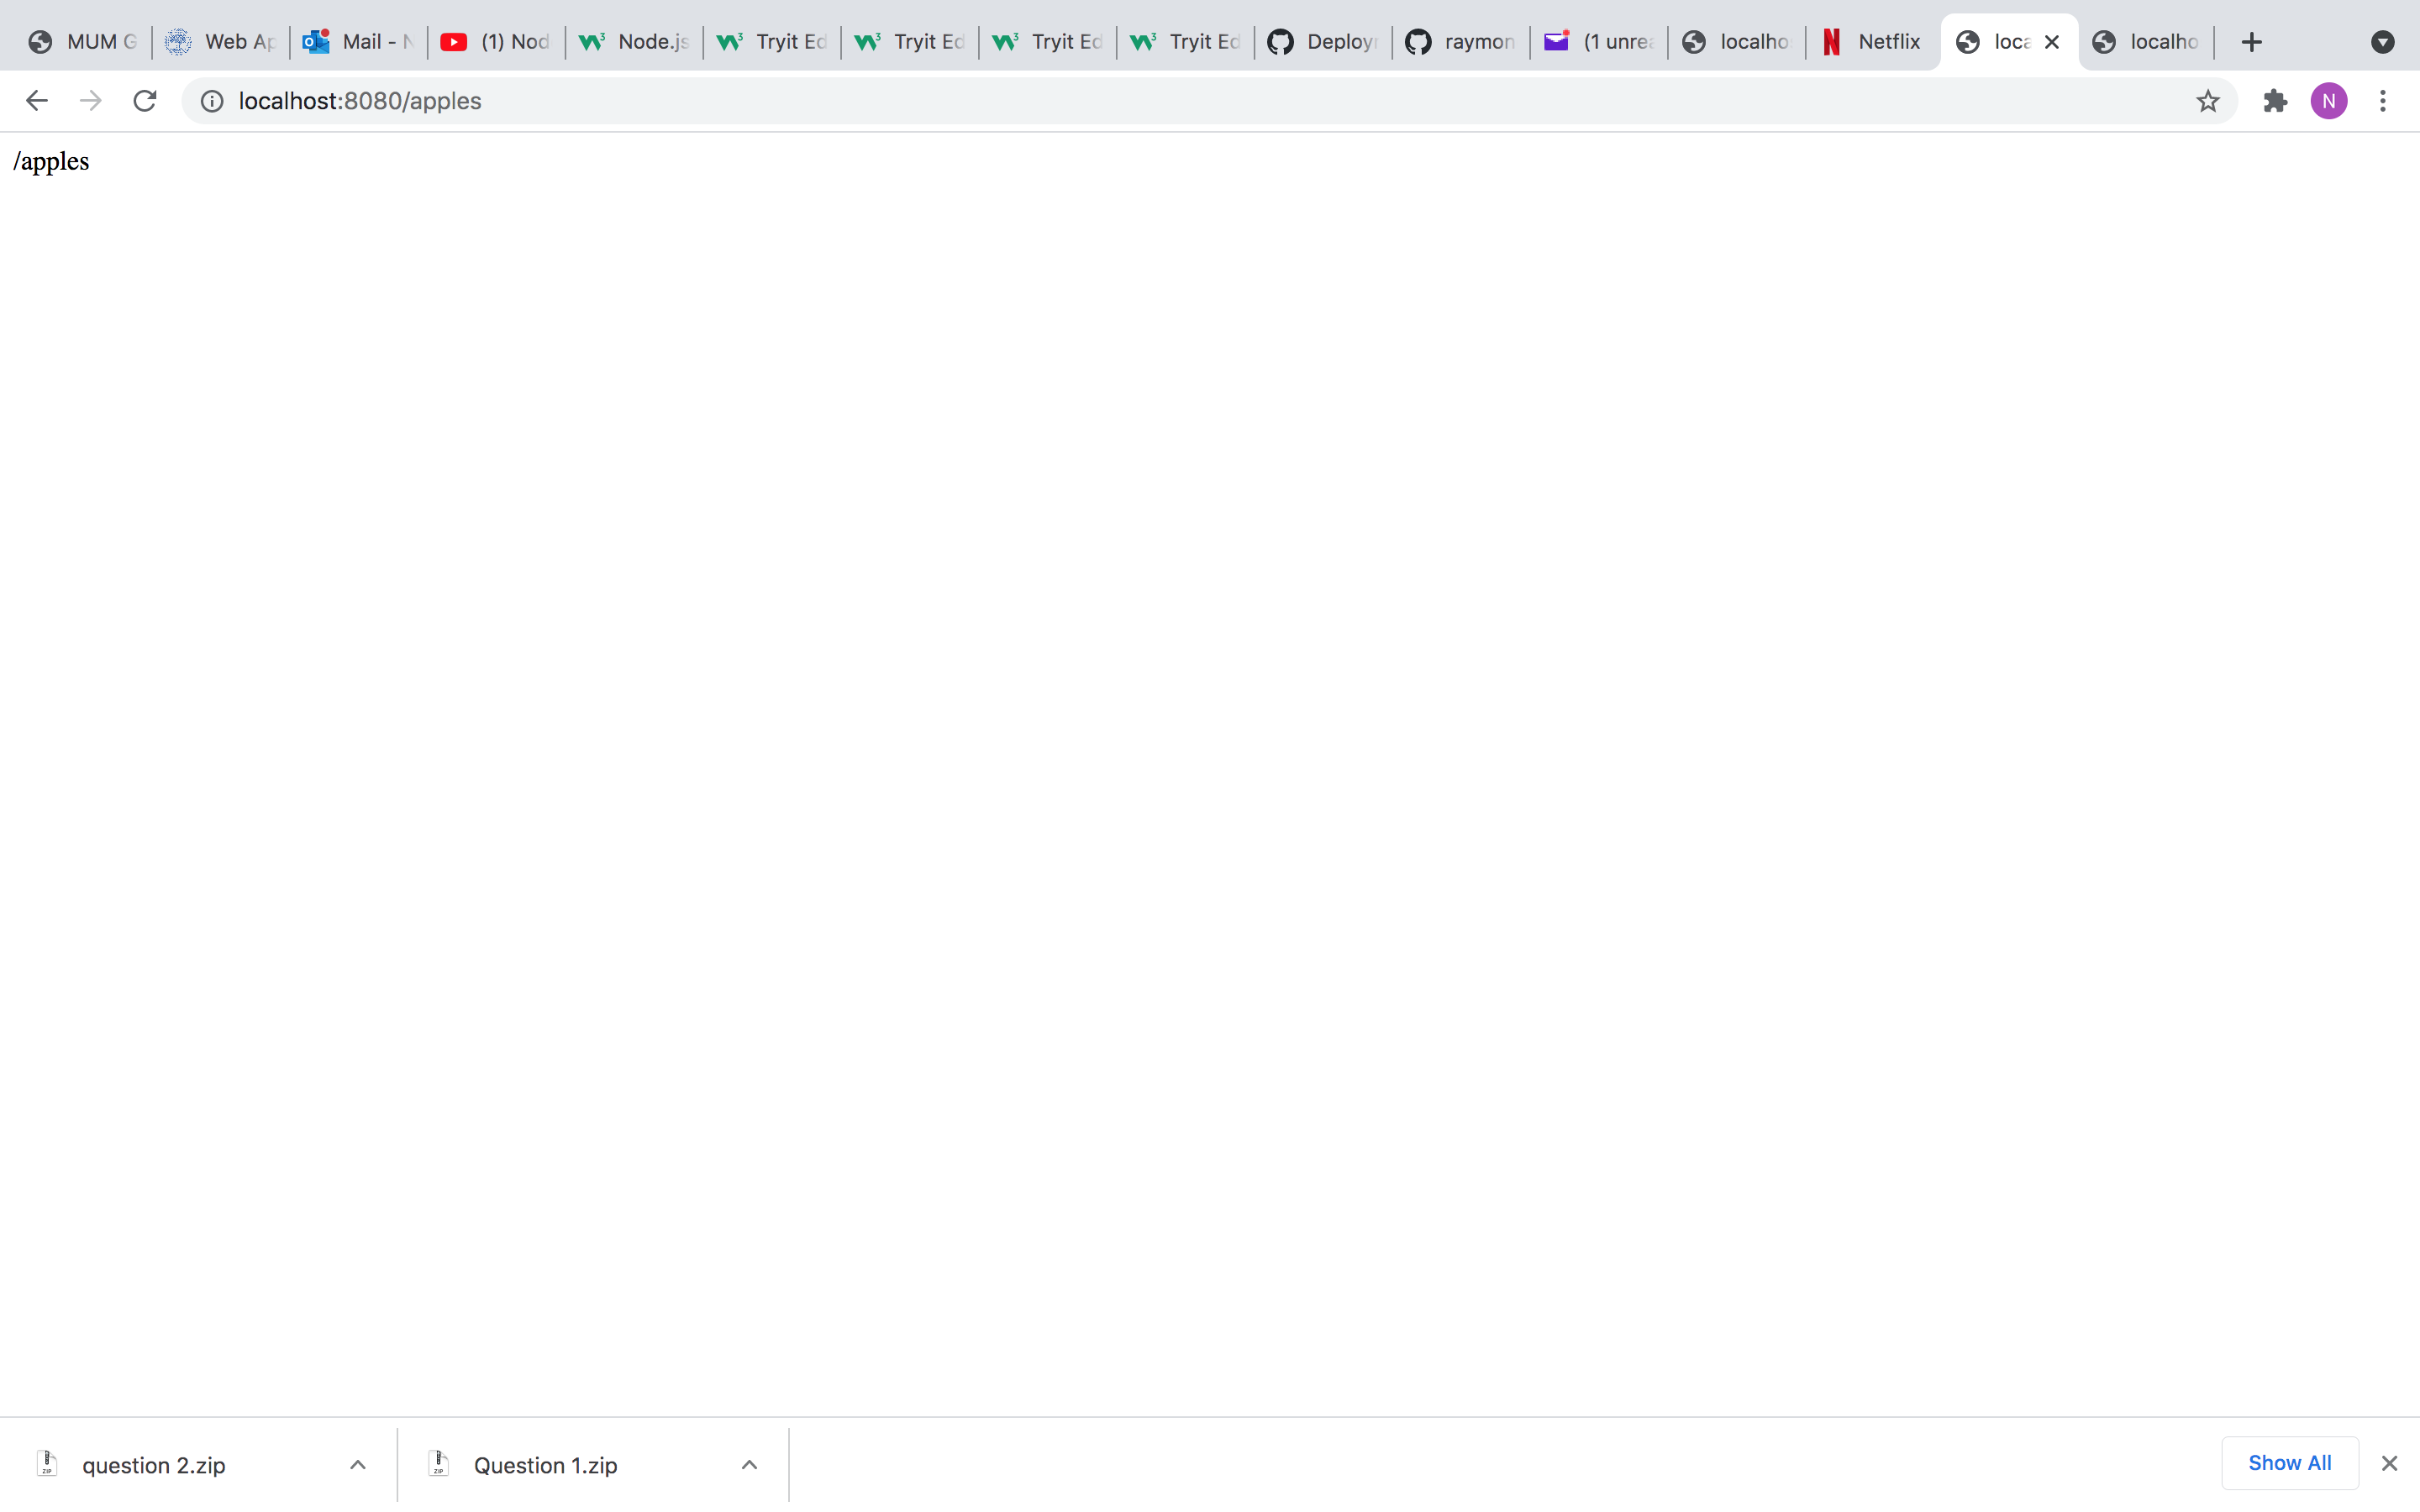 MUM G Web Ap Mail - N (1) Nod Node.js Tryit Ed Tryit Ed Tryit Ed Tryit Ed Deploy raymon (1 unrea localho Netflix loca localho
localhost:8080/apples N
/apples
question 2.zip Question 1.zip Show All